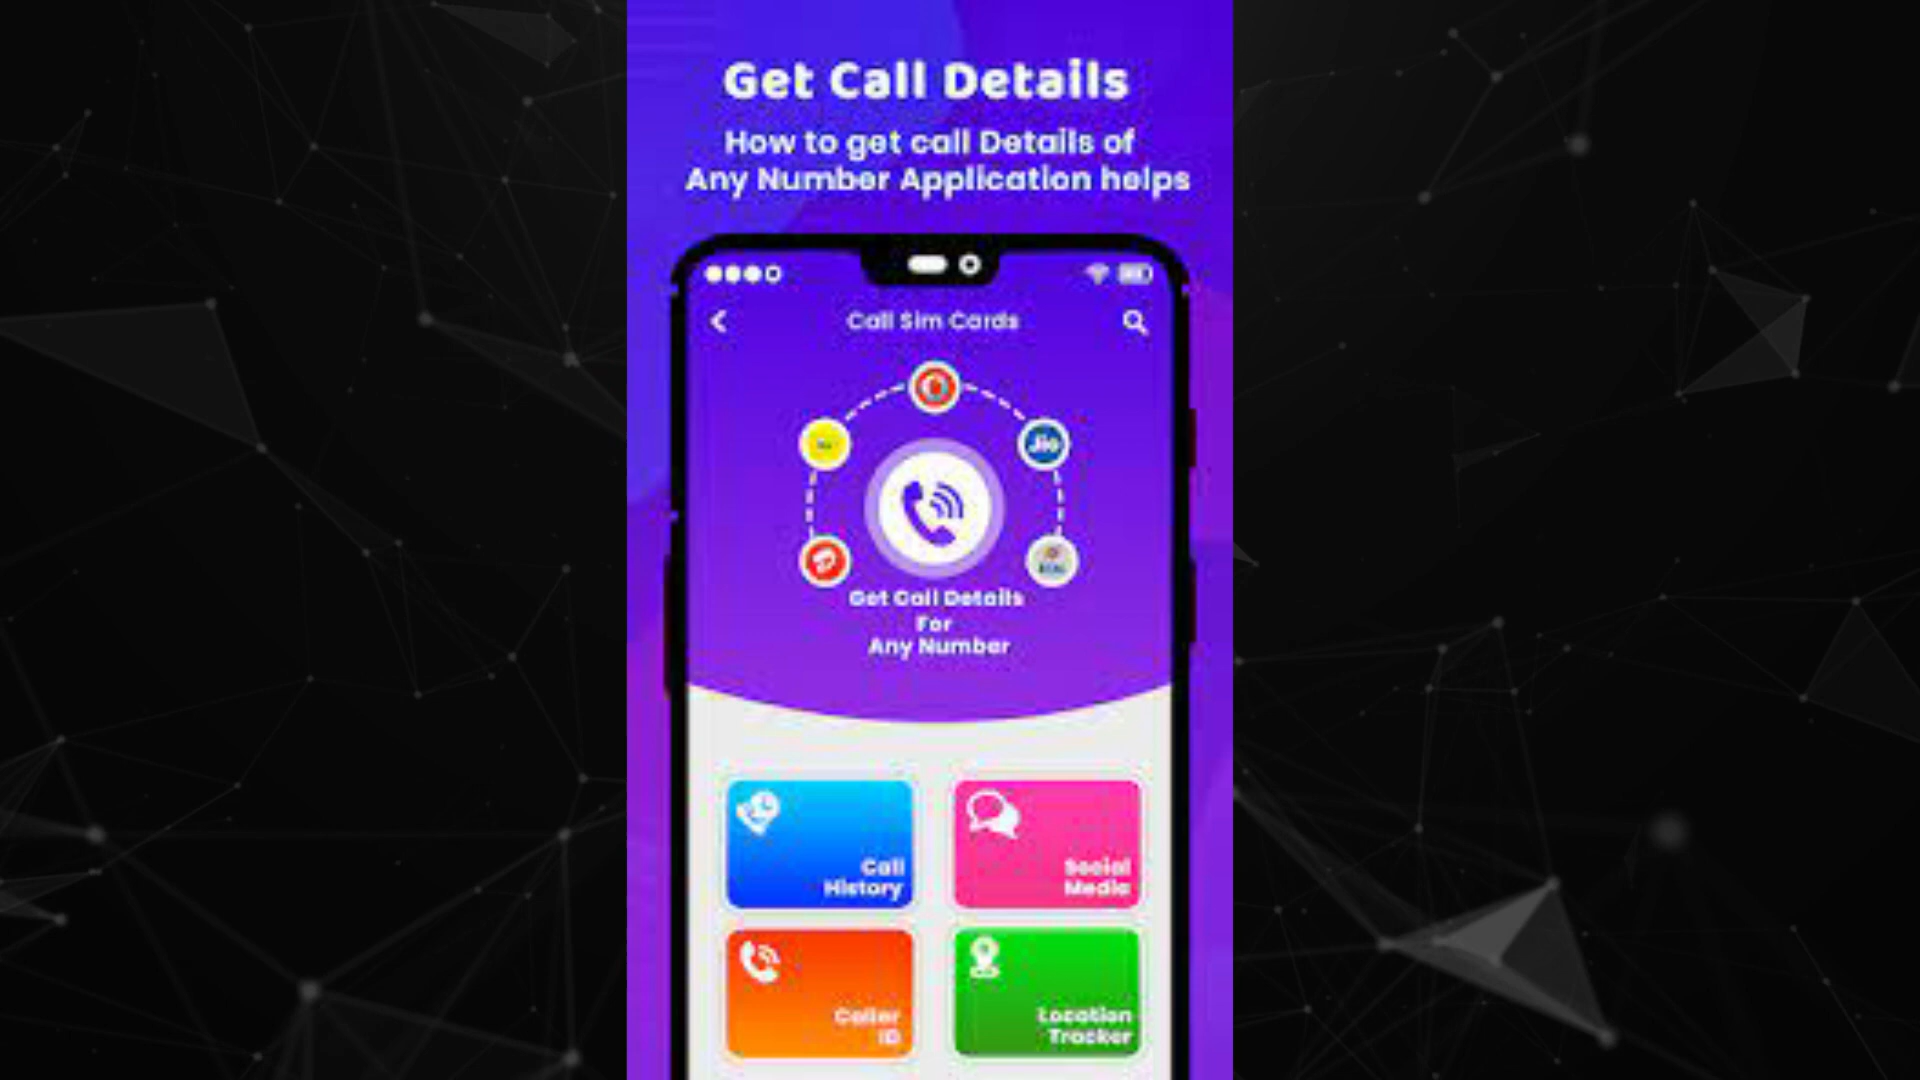 Get Call Details
How to get call Details of
Any Number Application helps
Call Sim Cards
Jio
Get Call Details
For
Any Number
Call
History
Social
Media
Caller
ID
Location
Tracker